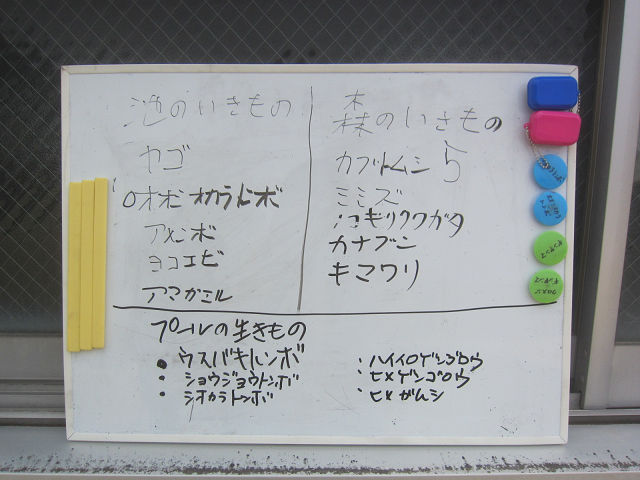 池のいきもの
ヤゴ
オオシオカラトンボ
アメンボ
ヨコエビ
アマガエル
森のいきもの
カブトムシ 5
ミミズ
ノコギリクワガタ
カナブン
キマワリ
プールの生きもの
・ウスバキトンボ
・ショウジョウトンボ
・シオカラトンボ
・ハイイロゲンゴロウ
・ヒメゲンゴロウ
・ヒメガムシ